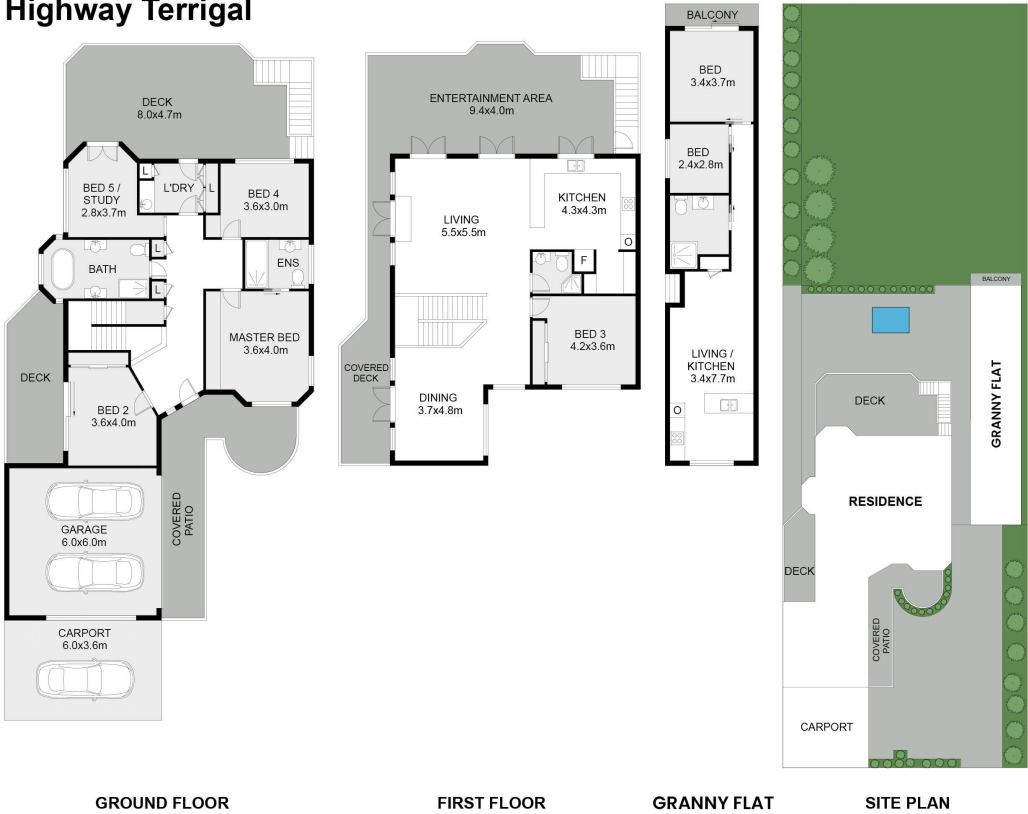 Highway Terrigal
DECK
8.0x4.7m
BED 5 /
STUDY
2.8x3.7m
L
L'DRY
L
BED 4
3.6x3.0m
BATH
L
L
ENS
MASTER BED
3.6x4.0m
DECK
BED 2
3.6x4.0m
GARAGE
6.0x6.0m
COVERED
PATIO
CARPORT
6.0x3.6m
GROUND FLOOR
ENTERTAINMENT AREA
9.4x4.0m
LIVING
5.5x5.5m
KITCHEN
4.3x4.3m
O
F
BED 3
4.2x3.6m
COVERED
DECK
DINING
3.7x4.8m
FIRST FLOOR
BALCONY
BED
3.4x3.7m
BED
2.4x2.8m
LIVING /
KITCHEN
3.4x7.7m
O
GRANNY FLAT
BALCONY
GRANNY FLAT
DECK
RESIDENCE
DECK
COVERED
PATIO
CARPORT
SITE PLAN